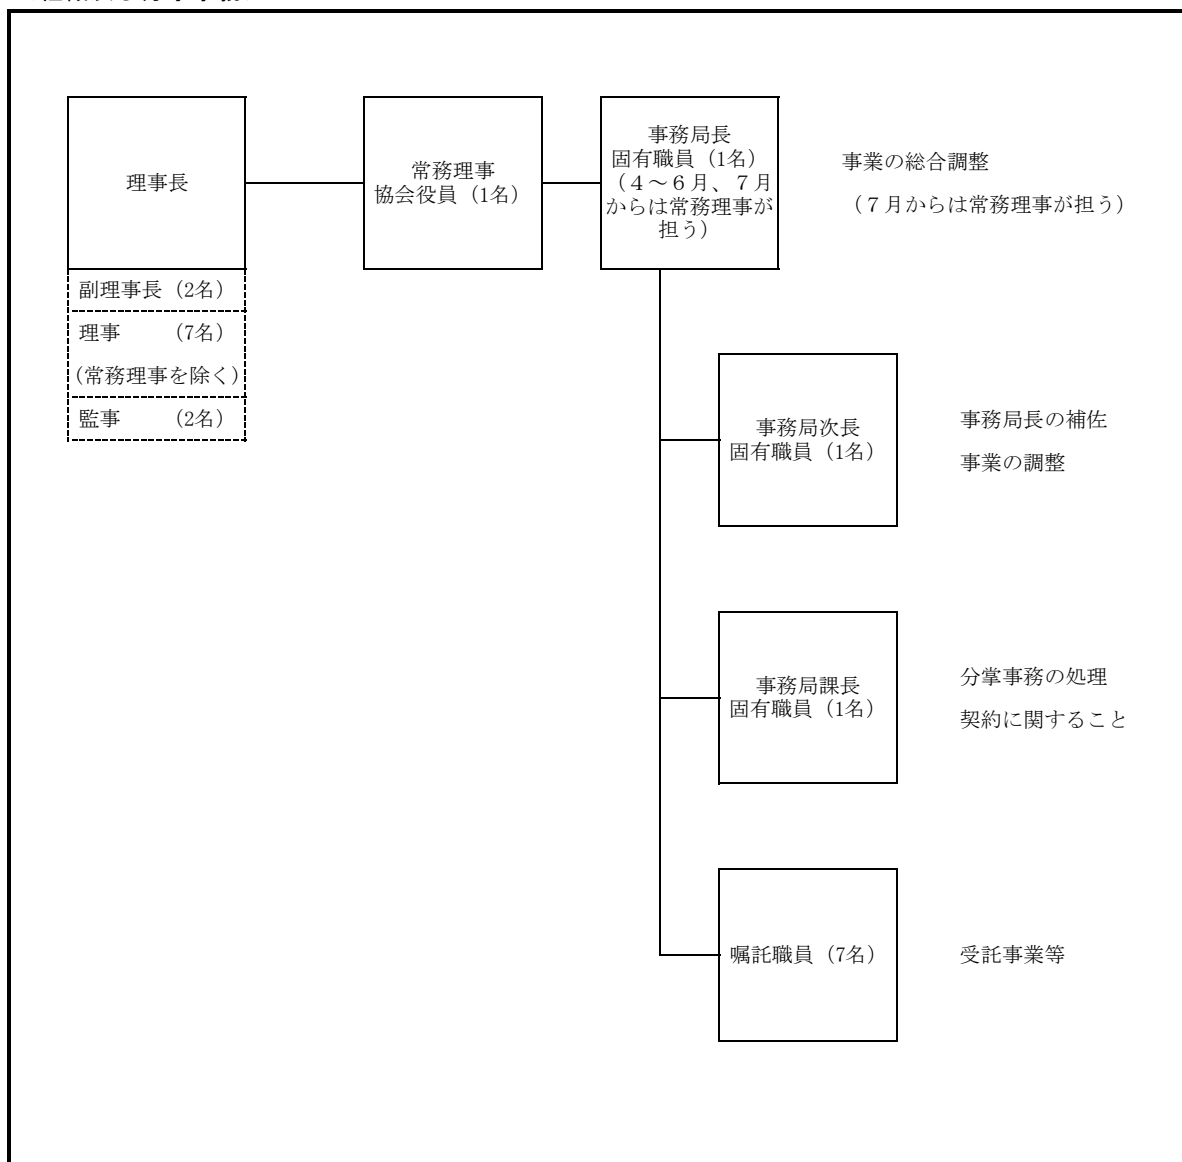 理事長
副理事長（2名）
理事　　（7名）
（常務理事を除く）
監事　　（2名）
常務理事
協会役員（1名）
事務局長
固有職員（1名）
（４～６月、７月
からは常務理事が
担う）
事業の総合調整
（７月からは常務理事が担う）
事務局次長
固有職員（1名）
事務局長の補佐
事業の調整
事務局課長
固有職員（1名）
分掌事務の処理
契約に関すること
嘱託職員（7名）
受託事業等